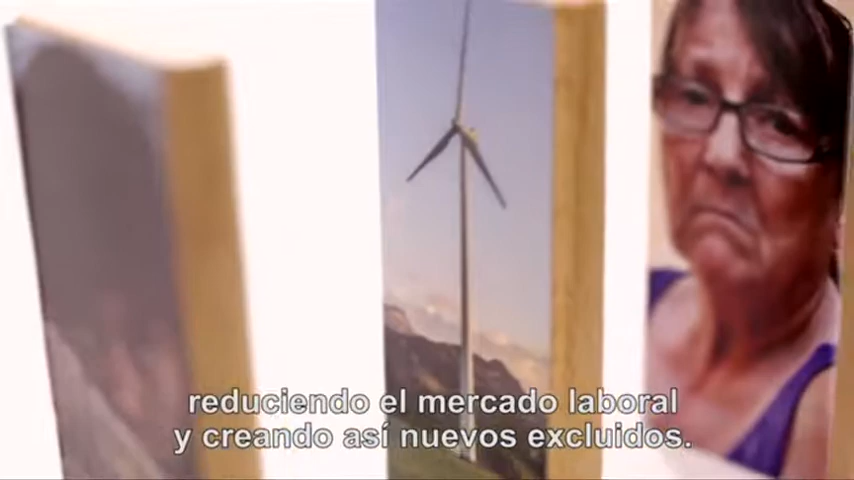 reduciendo el mercado laboral
y creando así nuevos excluidos.